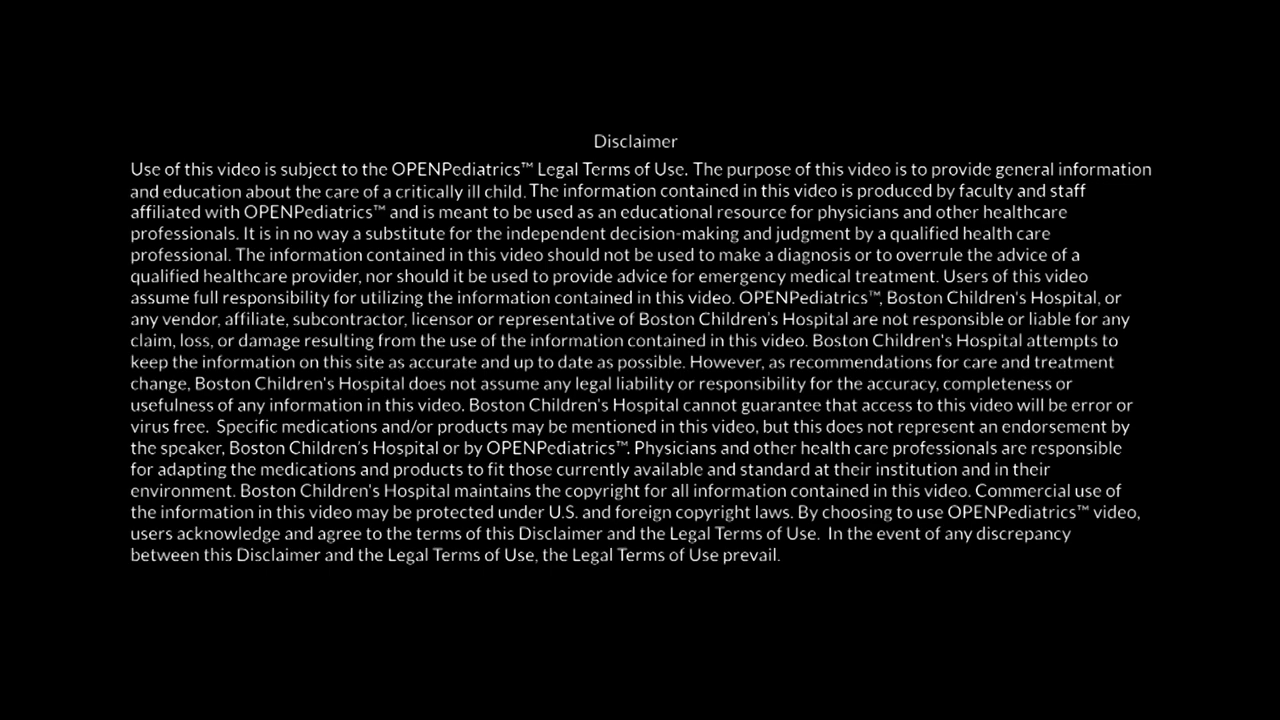 Disclaimer
Use of this video is subject to the OPENPediatrics™ Legal Terms of Use. The purpose of this video is to provide general information
and education about the care of a critically ill child. The information contained in this video is produced by faculty and staff
affiliated with OPENPediatrics™ and is meant to be used as an educational resource for physicians and other healthcare
professionals. It is in no way a substitute for the independent decision-making and judgment by a qualified health care
professional. The information contained in this video should not be used to make a diagnosis or to overrule the advice of a
qualified healthcare provider, nor should it be used to provide advice for emergency medical treatment. Users of this video
assume full responsibility for utilizing the information contained in this video. OPENPediatrics™, Boston Children's Hospital, or
any vendor, affiliate, subcontractor, licensor or representative of Boston Children's Hospital are not responsible or liable for any
claim, loss, or damage resulting from the use of the information contained in this video. Boston Children's Hospital attempts to
keep the information on this site as accurate and up to date as possible. However, as recommendations for care and treatment
change, Boston Children's Hospital does not assume any legal liability or responsibility for the accuracy, completeness or
usefulness of any information in this video. Boston Children's Hospital cannot guarantee that access to this video will be error or
virus free.  Specific medications and/or products may be mentioned in this video, but this does not represent an endorsement by
the speaker, Boston Children's Hospital or by OPENPediatrics™. Physicians and other health care professionals are responsible
for adapting the medications and products to fit those currently available and standard at their institution and in their
environment. Boston Children's Hospital maintains the copyright for all information contained in this video. Commercial use of
the information in this video may be protected under U.S. and foreign copyright laws. By choosing to use OPENPediatrics™ video,
users acknowledge and agree to the terms of this Disclaimer and the Legal Terms of Use.  In the event of any discrepancy
between this Disclaimer and the Legal Terms of Use, the Legal Terms of Use prevail.